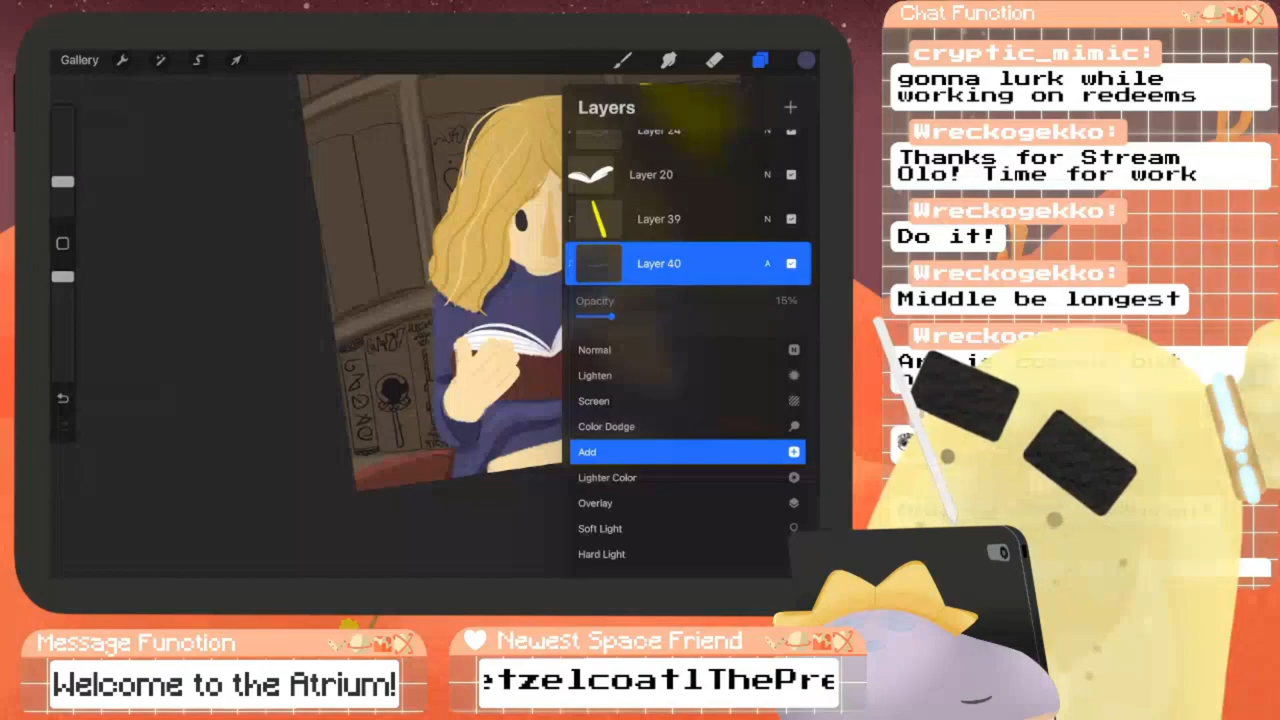 Gallery
Layers
Layer 24
N
Layer 20
N
Layer 39
N
Layer 40
A
Opacity
15%
Normal
N
Lighten
Screen
Color Dodge
Add
Lighter Color
Overlay
Soft Light
Hard Light
Chat Function
cryptic_mimic:
gonna lurk while
working on redeems
Wreckogekko:
Thanks for Stream
Olo! Time for work
Wreckogekko:
Do it!
Wreckogekko:
Middle be longest
Message Function
Welcome to the Atrium!
Newest Space Friend
etzelcoatlThePre